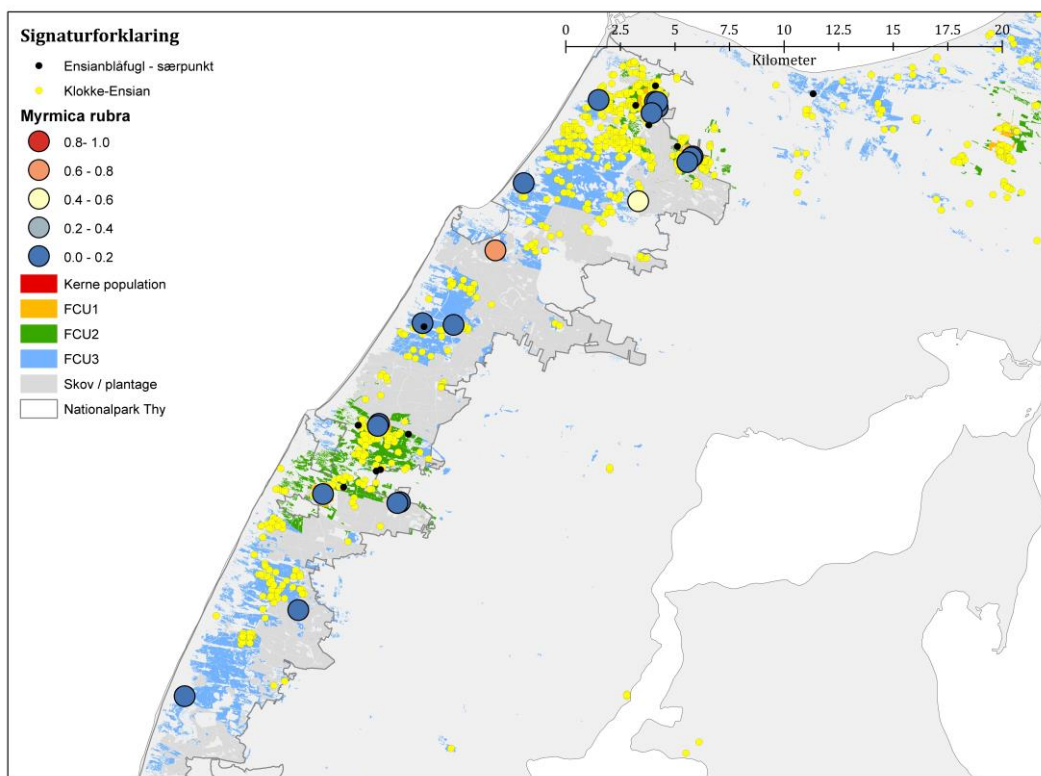 Signaturforklaring
Ensianblåfugl - særpunkt
Klokke-Ensian
Myrmica rubra
0.8- 1.0
0.6 - 0.8
0.4 - 0.6
0.2 - 0.4
0.0 - 0.2
Kerne population
FCU1
FCU2
FCU3
Skov / plantage
Nationalpark Thy
0 2.5 5 7.5 10 12.5 15 17.5 20
Kilometer